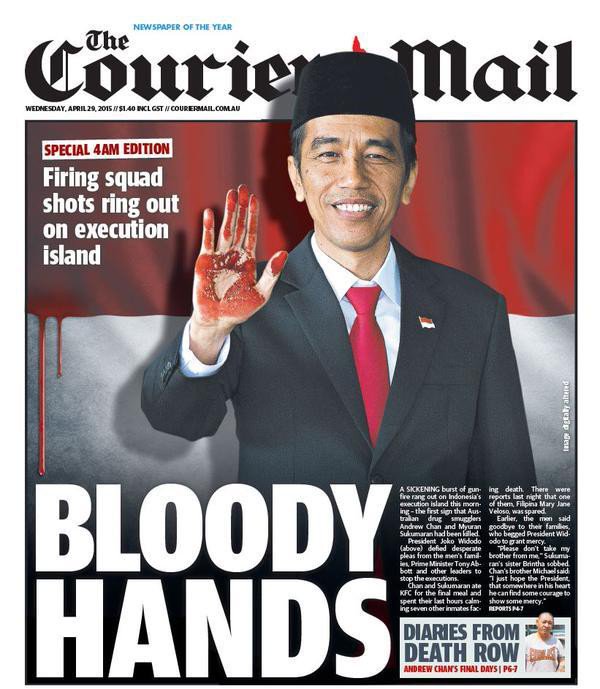 NEWSPAPER OF THE YEAR
The
Courier Mail
WEDNESDAY, APRIL 29, 2015 // $1.40 INCL GST // COURIERMAIL.COM.AU
SPECIAL 4AM EDITION
Firing squad
shots ring out
on execution
island
Image digitally altered
BLOODY
HANDS
A SICKENING burst of gun-
fire rang out on Indonesia's
execution island this morn-
ing – the first sign that Aus-
tralian drug smugglers
Andrew Chan and Myuran
Sukumaran had been killed.
President Joko Widodo
(above) defied desperate
pleas from the men's famil-
ies, Prime Minister Tony Ab-
bott and other leaders to
stop the executions.
Chan and Sukumaran ate
KFC for the final meal and
spent their last hours calm-
ing seven other inmates fac-
ing death. There were
reports last night that one
of them, Filipina Mary Jane
Veloso, was spared.
Earlier, the men said
goodbye to their families,
who begged President Wid-
odo to grant mercy.
"Please don't take my
brother from me," Sukuma-
ran's sister Brintha sobbed.
Chan's brother Michael said:
"I just hope the President,
that somewhere in his heart
he can find some courage to
show some mercy."
REPORTS P4-7
DIARIES FROM
DEATH ROW
ANDREW CHAN'S FINAL DAYS | P6-7